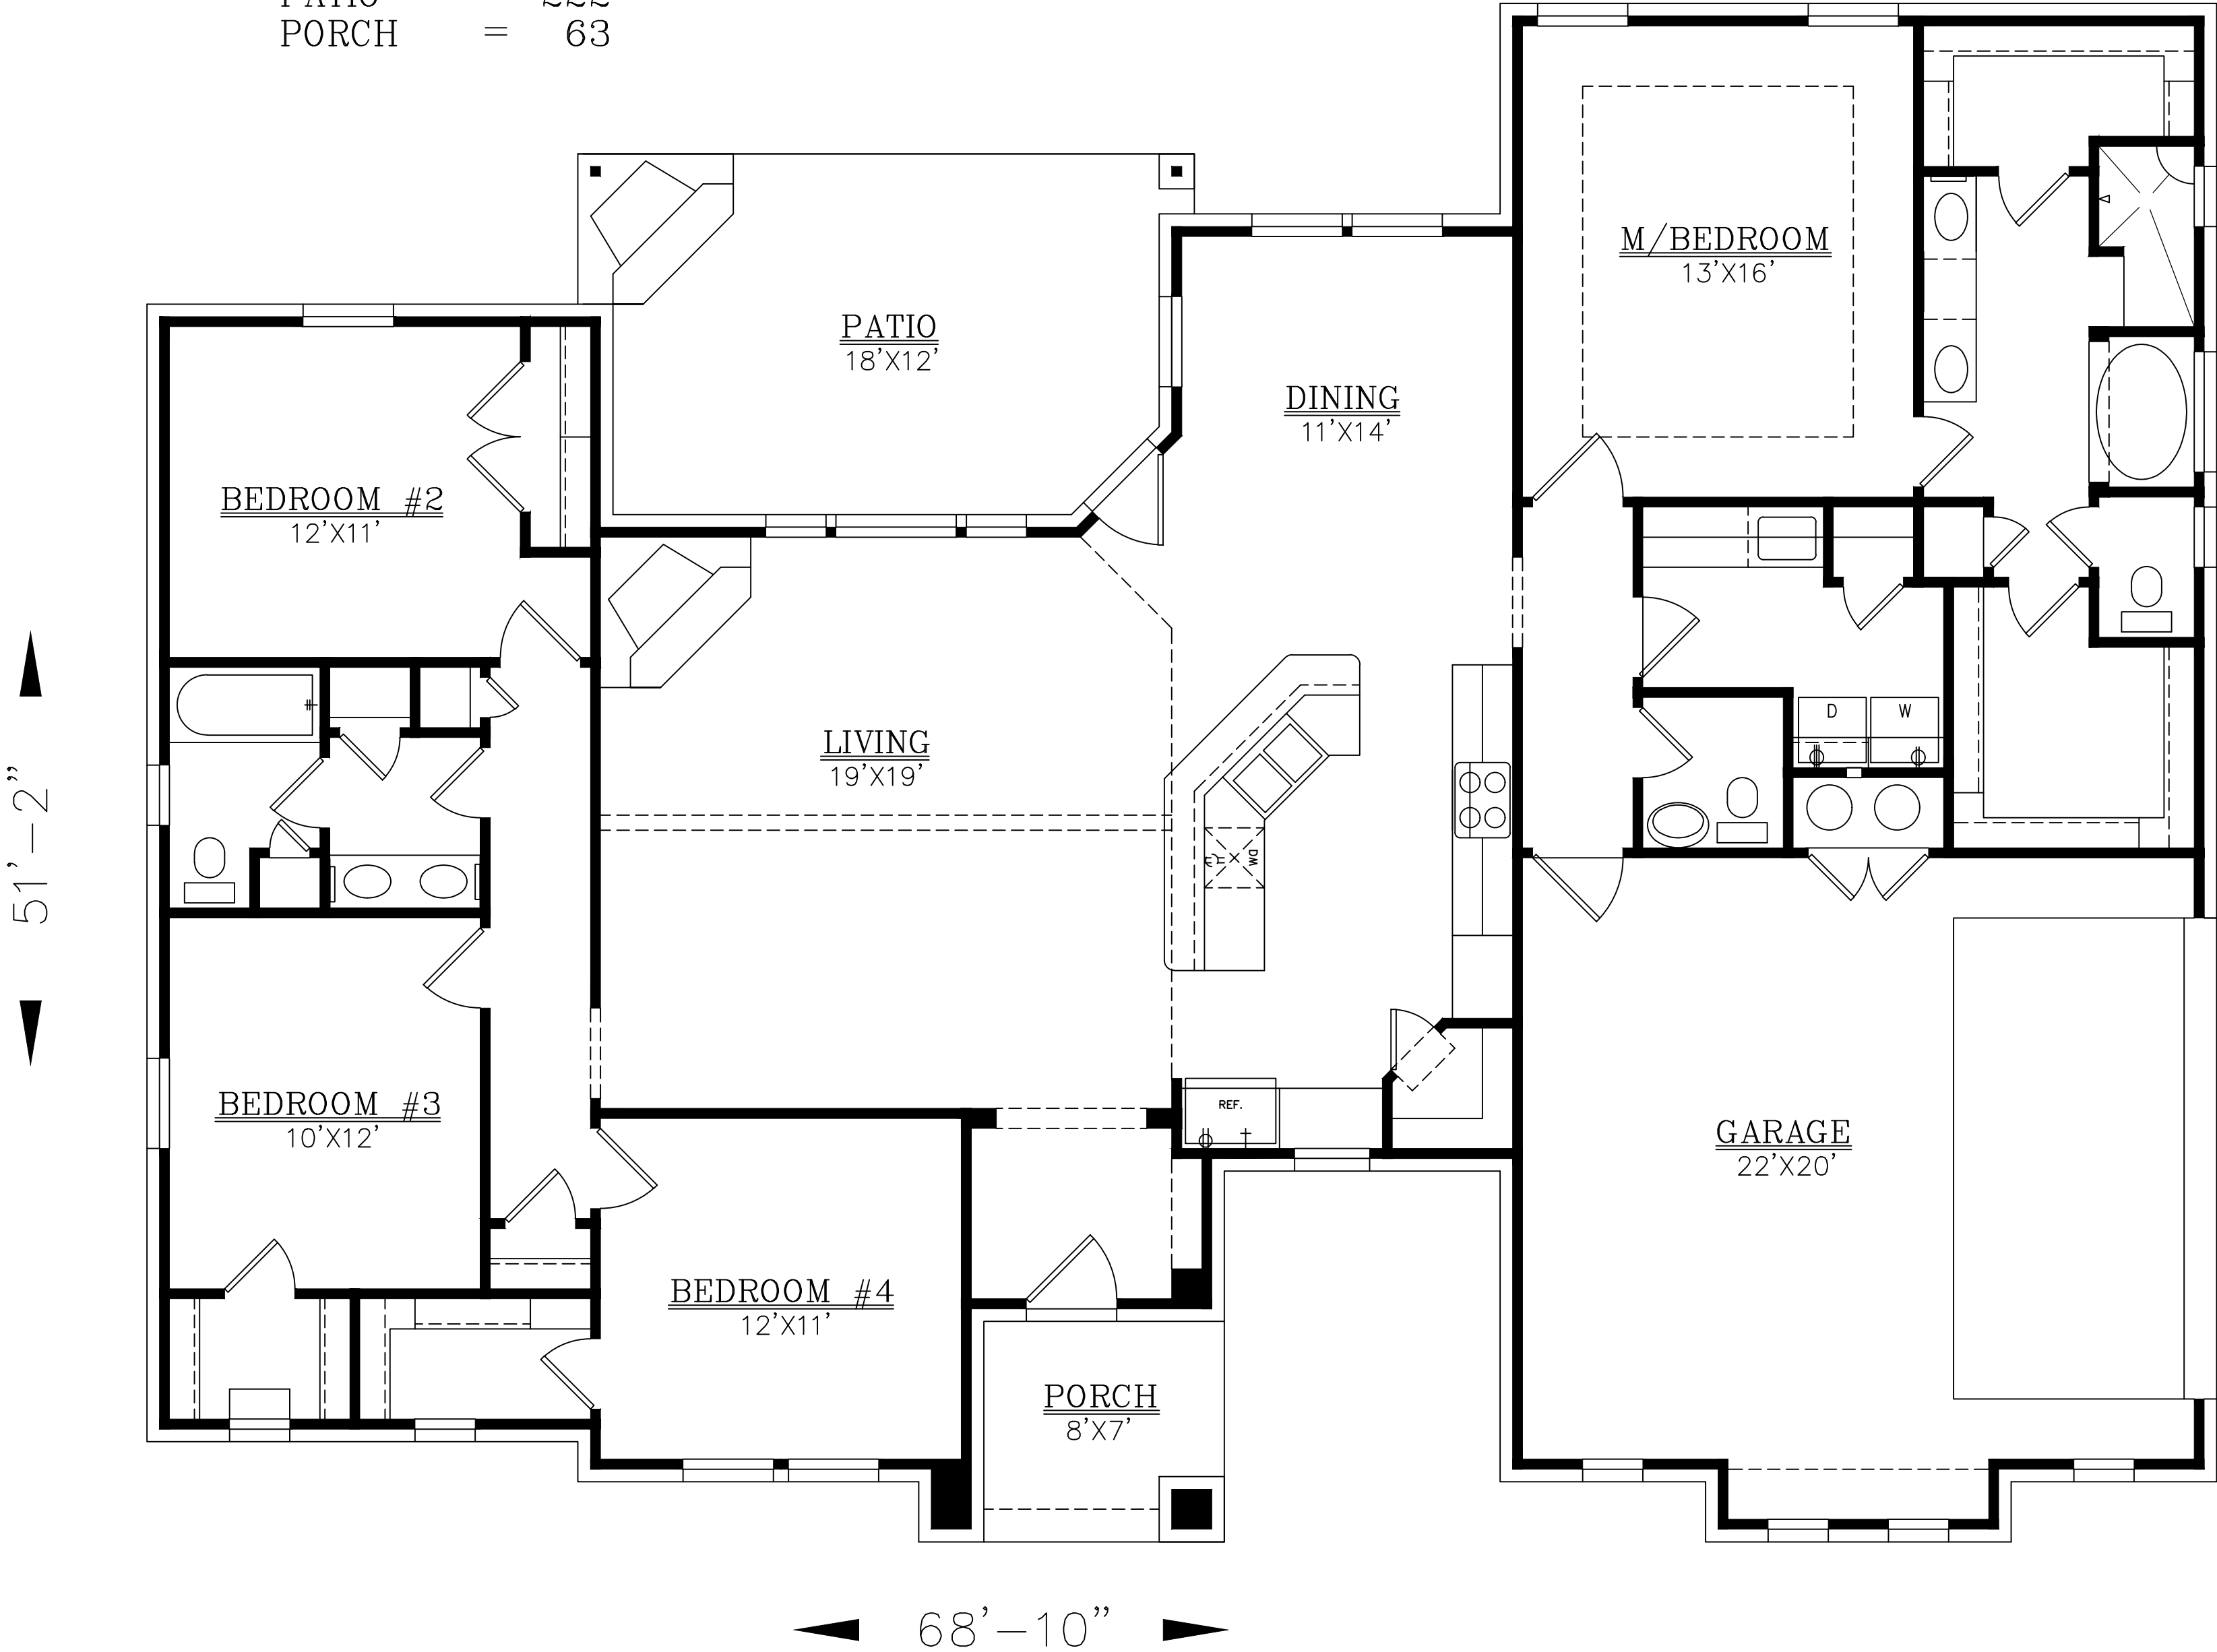 PATIO 222
PORCH = 63
M/BEDROOM
13'X16'
PATIO
18'X12'
DINING
11'X14'
BEDROOM #2
12'X11'
LIVING
19'X19'
D
W
DW
51'-2"
REF.
BEDROOM #3
10'X12'
GARAGE
22'X20'
BEDROOM #4
12'X11'
PORCH
8'X7'
68'-10"